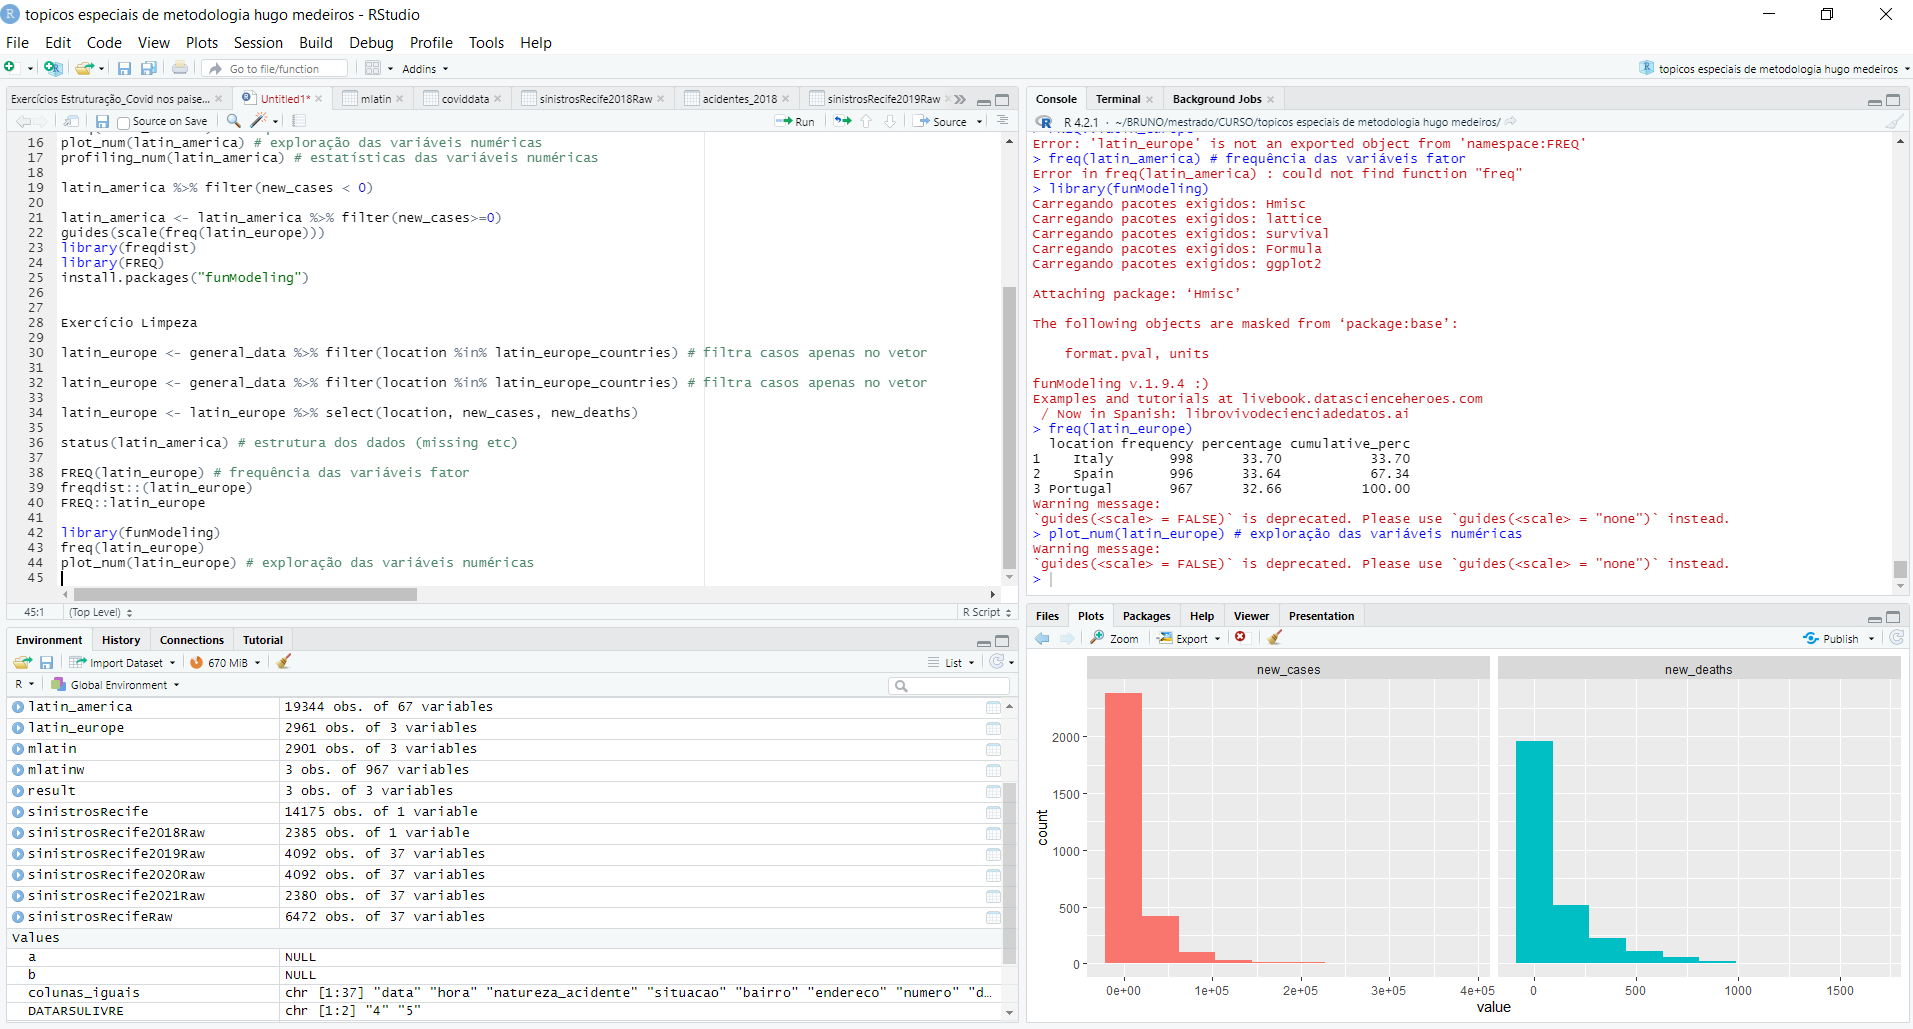 topicos especiais de metodologia hugo medeiros - RStudio
File Edit Code View Plots Session Build Debug Profile Tools Help
Go to file/function Addins topicos especiais de metodologia hugo medeiros
Exercícios Estruturação_Covid nos paise... Untitled1* mlatin coviddata sinistrosRecife2018Raw acidentes_2018 sinistrosRecife2019Raw
Source on Save Run Source
16 plot_num(latin_america) # exploração das variáveis numéricas
17 profiling_num(latin_america) # estatísticas das variáveis numéricas
18
19 latin_america %>% filter(new_cases < 0)
20
21 latin_america <- latin_america %>% filter(new_cases>=0)
22 guides(scale(freq(latin_europe)))
23 library(freqdist)
24 library(FREQ)
25 install.packages("funModeling")
26
27
28 Exercício Limpeza
29
30 latin_europe <- general_data %>% filter(location %in% latin_europe_countries) # filtra casos apenas no vetor
31
32 latin_europe <- general_data %>% filter(location %in% latin_europe_countries) # filtra casos apenas no vetor
33
34 latin_europe <- latin_europe %>% select(location, new_cases, new_deaths)
35
36 status(latin_america) # estrutura dos dados (missing etc)
37
38 FREQ(latin_europe) # frequência das variáveis fator
39 freqdist::(latin_europe)
40 FREQ::latin_europe
41
42 library(funModeling)
43 freq(latin_europe)
44 plot_num(latin_europe) # exploração das variáveis numéricas
45
45:1 (Top Level) R Script
Console Terminal Background Jobs
R 4.2.1 · ~/BRUNO/mestrado/CURSO/topicos especiais de metodologia hugo medeiros/
Error: 'latin_europe' is not an exported object from 'namespace:FREQ'
> freq(latin_america) # frequência das variáveis fator
Error in freq(latin_america) : could not find function "freq"
> library(funModeling)
Carregando pacotes exigidos: Hmisc
Carregando pacotes exigidos: lattice
Carregando pacotes exigidos: survival
Carregando pacotes exigidos: Formula
Carregando pacotes exigidos: ggplot2
Attaching package: ‘Hmisc’
The following objects are masked from ‘package:base’:
format.pval, units
funModeling v.1.9.4 :)
Examples and tutorials at livebook.datascienceheroes.com
/ Now in Spanish: librovivodecienciadedatos.ai
> freq(latin_europe)
location frequency percentage cumulative_perc
1 Italy 998 33.70 33.70
2 Spain 996 33.64 67.34
3 Portugal 967 32.66 100.00
Warning message:
`guides(<scale> = FALSE)` is deprecated. Please use `guides(<scale> = "none")` instead.
> plot_num(latin_europe) # exploração das variáveis numéricas
Warning message:
`guides(<scale> = FALSE)` is deprecated. Please use `guides(<scale> = "none")` instead.
>
Environment History Connections Tutorial
Import Dataset 670 MiB List
R Global Environment
latin_america 19344 obs. of 67 variables
latin_europe 2961 obs. of 3 variables
mlatin 2901 obs. of 3 variables
mlatinw 3 obs. of 967 variables
result 3 obs. of 3 variables
sinistrosRecife 14175 obs. of 1 variable
sinistrosRecife2018Raw 2385 obs. of 1 variable
sinistrosRecife2019Raw 4092 obs. of 37 variables
sinistrosRecife2020Raw 4092 obs. of 37 variables
sinistrosRecife2021Raw 2380 obs. of 37 variables
sinistrosRecifeRaw 6472 obs. of 37 variables
Values
a NULL
b NULL
colunas_iguais chr [1:37] "data" "hora" "natureza_acidente" "situacao" "bairro" "endereco" "numero" "d...
DATARSULIVRE chr [1:2] "4" "5"
Files Plots Packages Help Viewer Presentation
Zoom Export Publish
new_cases new_deaths
2000
1500
1000
500
0
count
0e+00 1e+05 2e+05 3e+05 4e+05 0 500 1000 1500
value